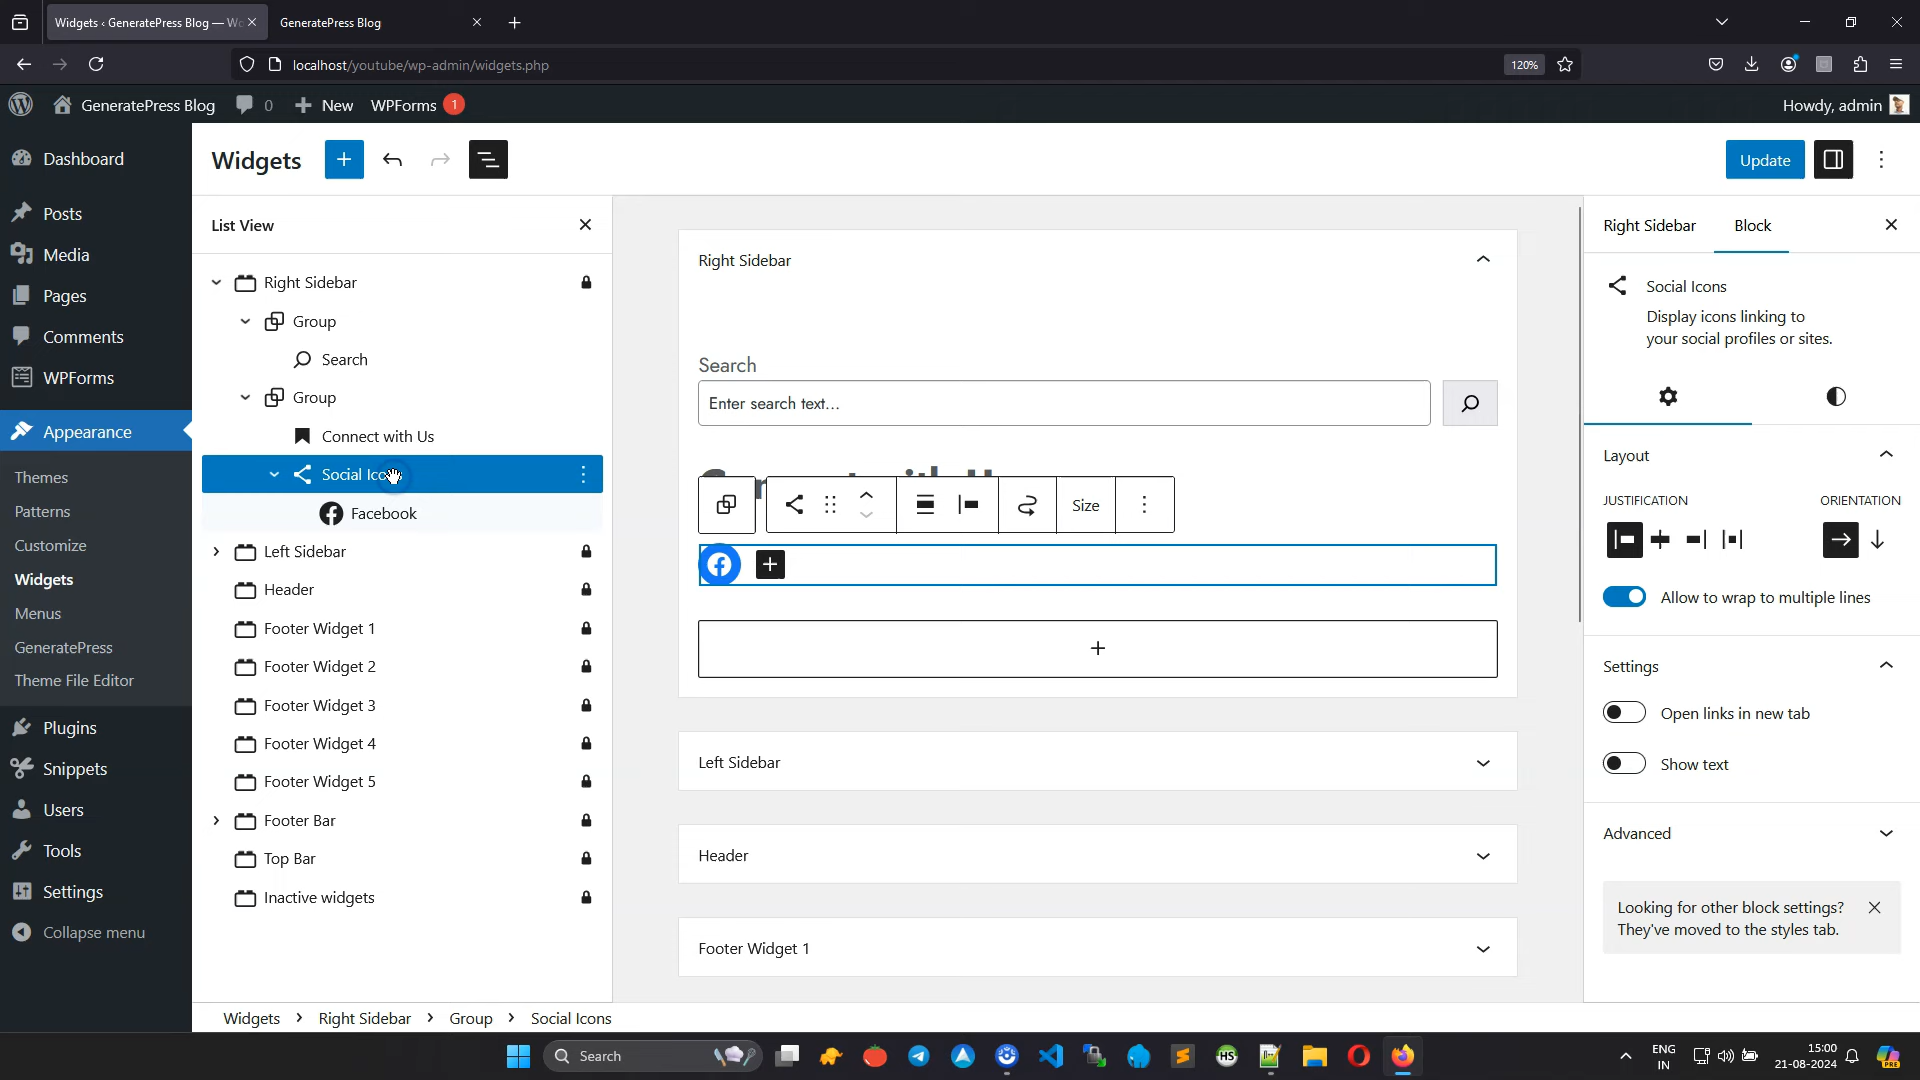 Widgets ‹ GeneratePress Blog — Wo
GeneratePress Blog
localhost/youtube/wp-admin/widgets.php
120%
GeneratePress Blog
0
New
WPForms
1
Howdy, admin
Dashboard
Posts
Media
Pages
Comments
WPForms
Appearance
Themes
Patterns
Customize
Widgets
Menus
GeneratePress
Theme File Editor
Plugins
Snippets
Users
Tools
Settings
Collapse menu
Widgets
Update
List View
Right Sidebar
Group
Search
Group
Connect with Us
Social
Facebook
Left Sidebar
Header
Footer Widget 1
Footer Widget 2
Footer Widget 3
Footer Widget 4
Footer Widget 5
Footer Bar
Top Bar
Inactive widgets
Right Sidebar
Search
Enter search text...
Size
Left Sidebar
Header
Footer Widget 1
Right Sidebar
Block
Social Icons
Display icons linking to
your social profiles or sites.
Layout
JUSTIFICATION
ORIENTATION
Allow to wrap to multiple lines
Settings
Open links in new tab
Show text
Advanced
Looking for other block settings?
They've moved to the styles tab.
Widgets > Right Sidebar > Group > Social Icons
Search
HS
ENG
IN
15:00
21-08-2024
PRE